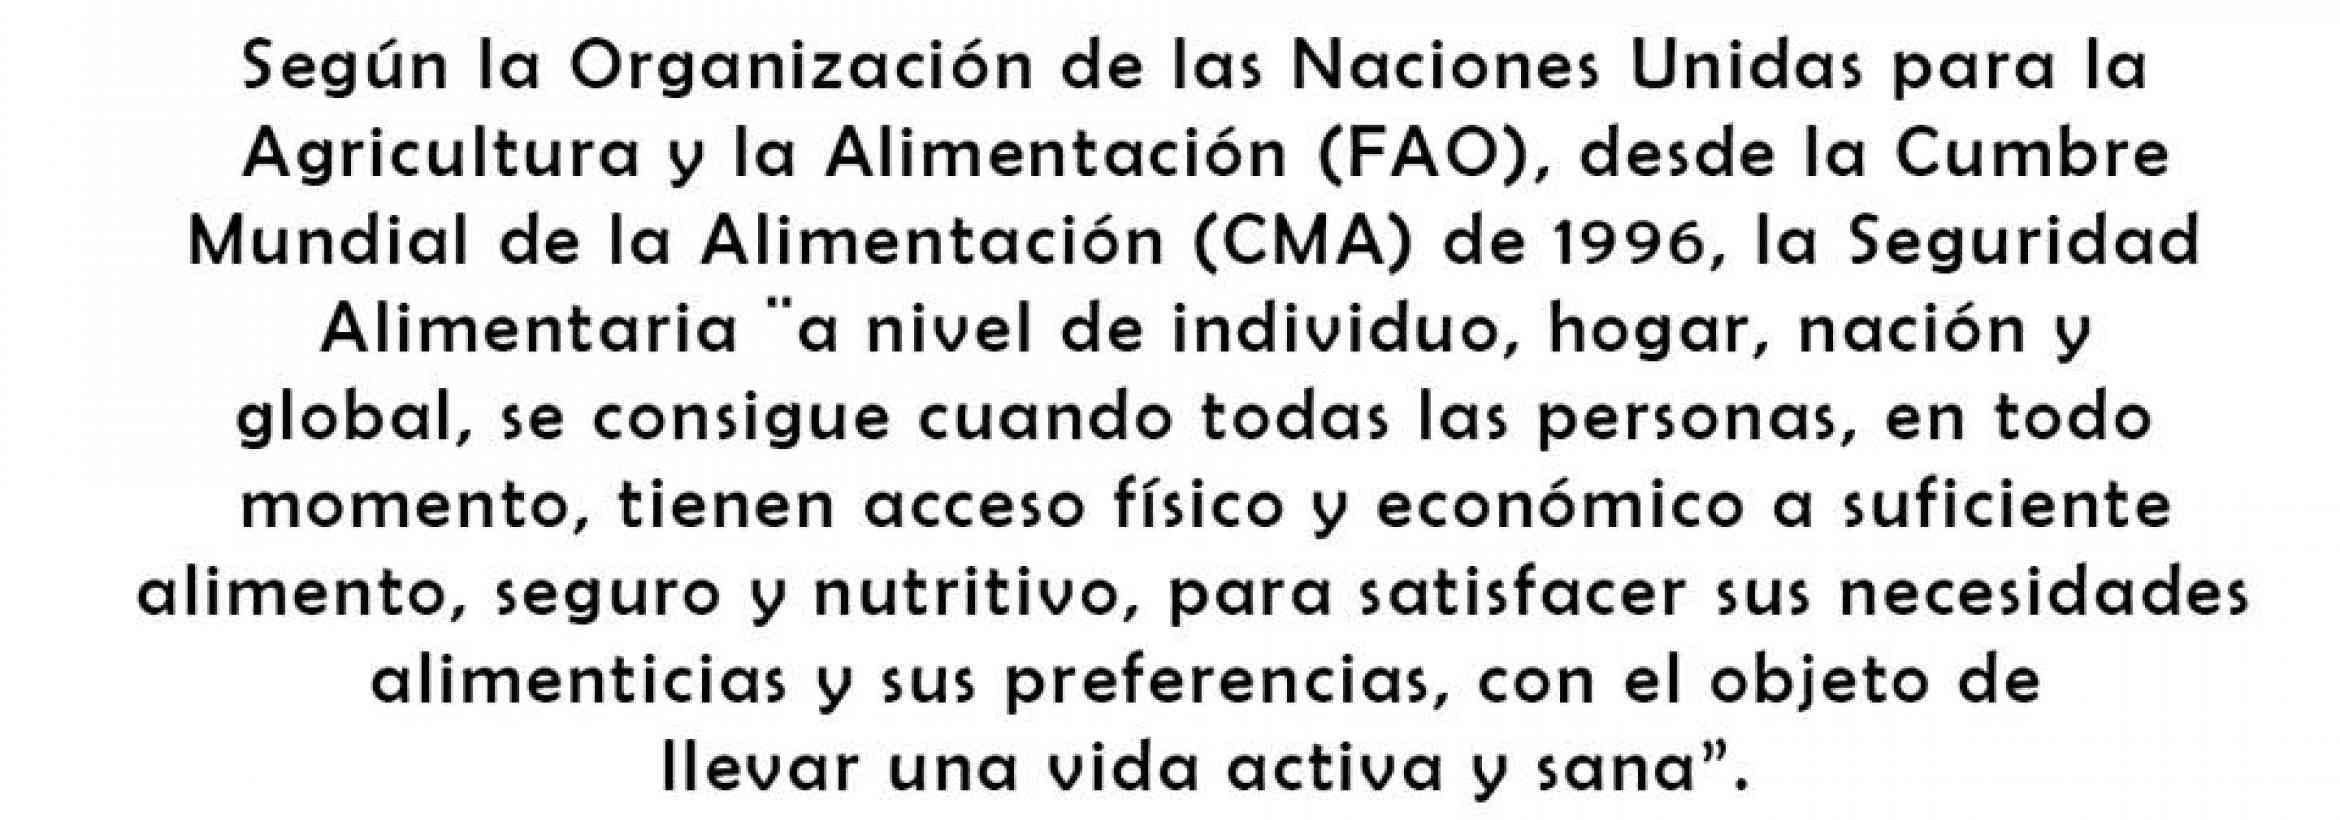 Según la Organización de las Naciones Unidas para la
Agricultura y la Alimentación (FAO), desde la Cumbre
Mundial de la Alimentación (CMA) de 1996, la Seguridad
Alimentaria ¨a nivel de individuo, hogar, nación y
global, se consigue cuando todas las personas, en todo
momento, tienen acceso físico y económico a suficiente
alimento, seguro y nutritivo, para satisfacer sus necesidades
alimenticias y sus preferencias, con el objeto de
llevar una vida activa y sana”.